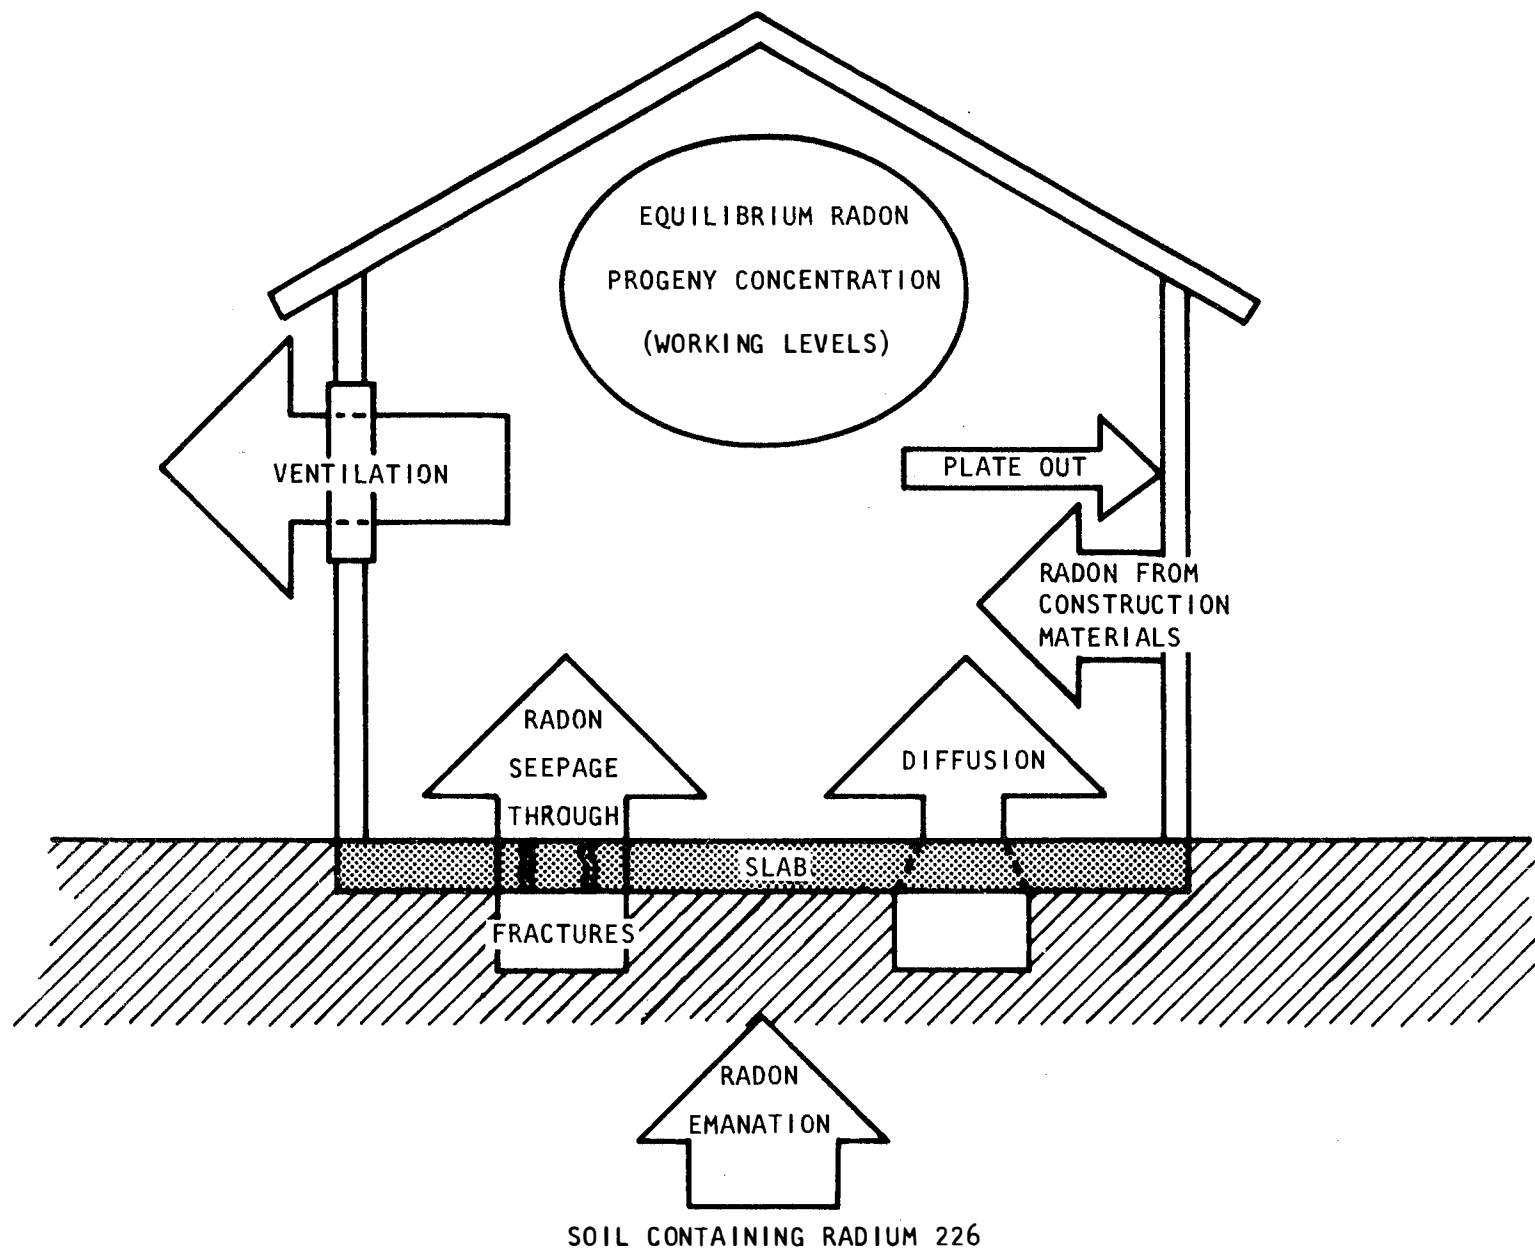 EQUILIBRIUM RADON
PROGENY CONCENTRATION
(WORKING LEVELS)
VENTILATION
PLATE OUT
RADON FROM
CONSTRUCTION
MATERIALS
RADON
SEEPAGE
THROUGH
FRACTURES
DIFFUSION
SLAB
RADON
EMANATION
SOIL CONTAINING RADIUM 226